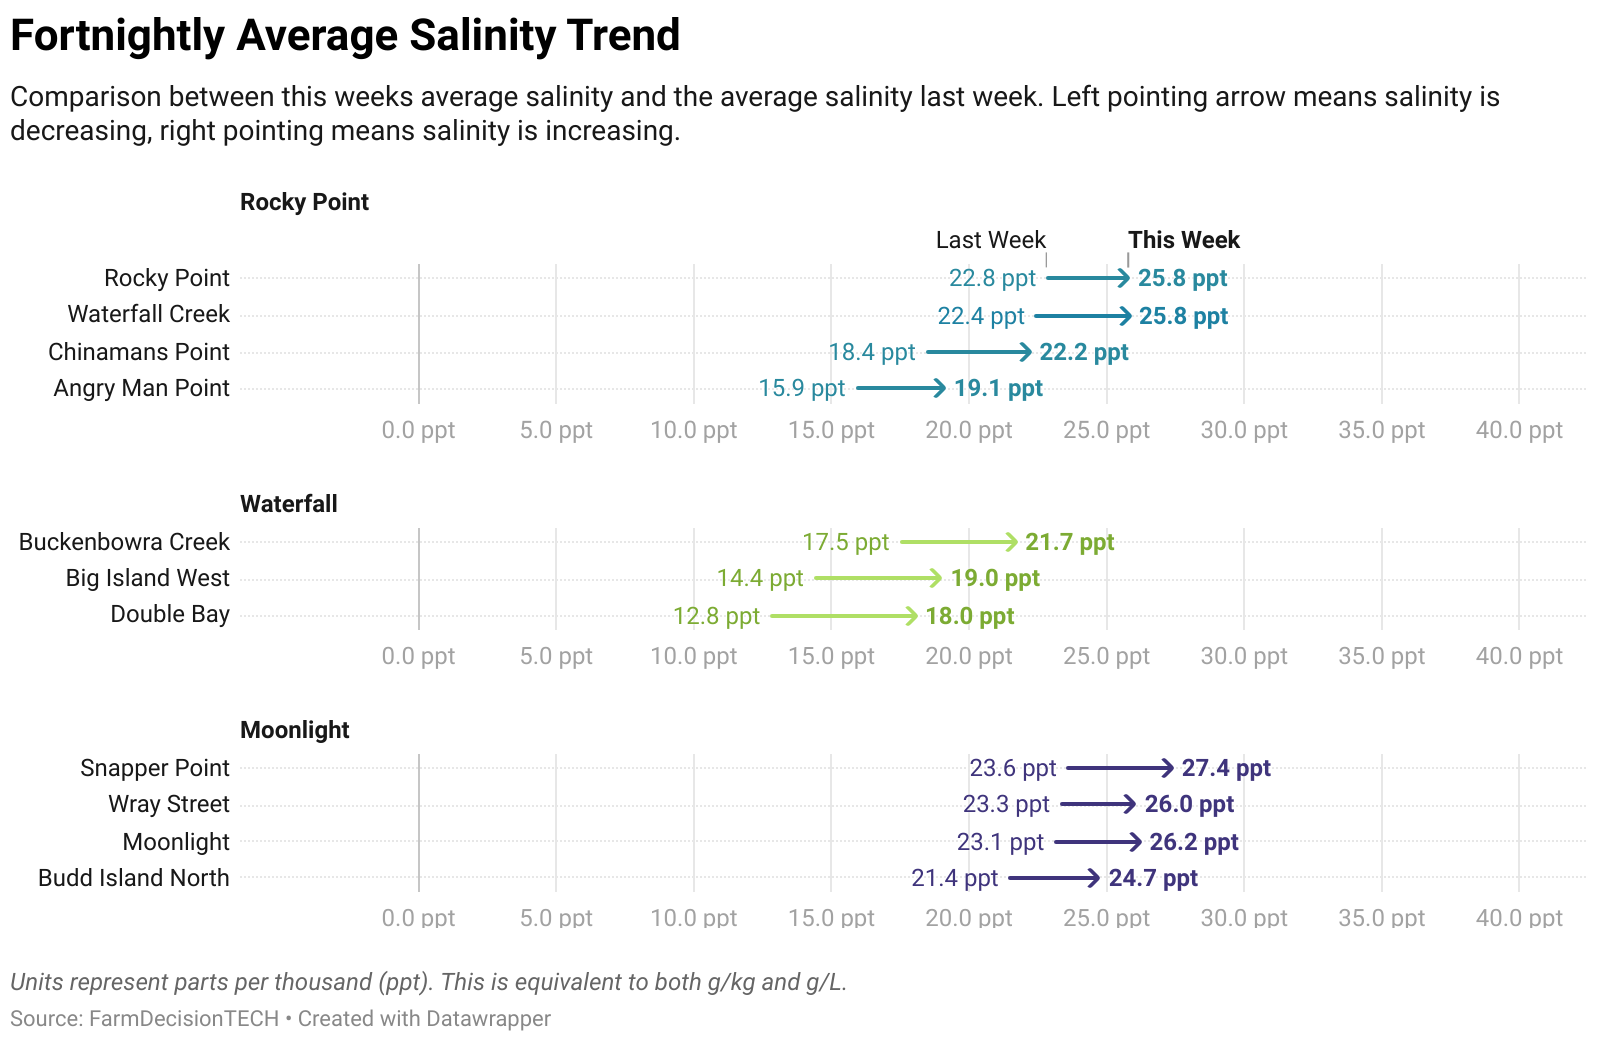 Fortnightly Average Salinity Trend
Comparison between this weeks average salinity and the average salinity last week. Left pointing arrow means salinity is
decreasing, right pointing means salinity is increasing.
Rocky Point
Last Week This Week
Rocky Point 22.8 ppt 25.8 ppt
Waterfall Creek 22.4 ppt 25.8 ppt
Chinamans Point 18.4 ppt 22.2 ppt
Angry Man Point 15.9 ppt 19.1 ppt
0.0 ppt 5.0 ppt 10.0 ppt 15.0 ppt 20.0 ppt 25.0 ppt 30.0 ppt 35.0 ppt 40.0 ppt
Waterfall
Buckenbowra Creek 17.5 ppt 21.7 ppt
Big Island West 14.4 ppt 19.0 ppt
Double Bay 12.8 ppt 18.0 ppt
0.0 ppt 5.0 ppt 10.0 ppt 15.0 ppt 20.0 ppt 25.0 ppt 30.0 ppt 35.0 ppt 40.0 ppt
Moonlight
Snapper Point 23.6 ppt 27.4 ppt
Wray Street 23.3 ppt 26.0 ppt
Moonlight 23.1 ppt 26.2 ppt
Budd Island North 21.4 ppt 24.7 ppt
0.0 ppt 5.0 ppt 10.0 ppt 15.0 ppt 20.0 ppt 25.0 ppt 30.0 ppt 35.0 ppt 40.0 ppt
Units represent parts per thousand (ppt). This is equivalent to both g/kg and g/L.
Source: FarmDecisionTECH • Created with Datawrapper